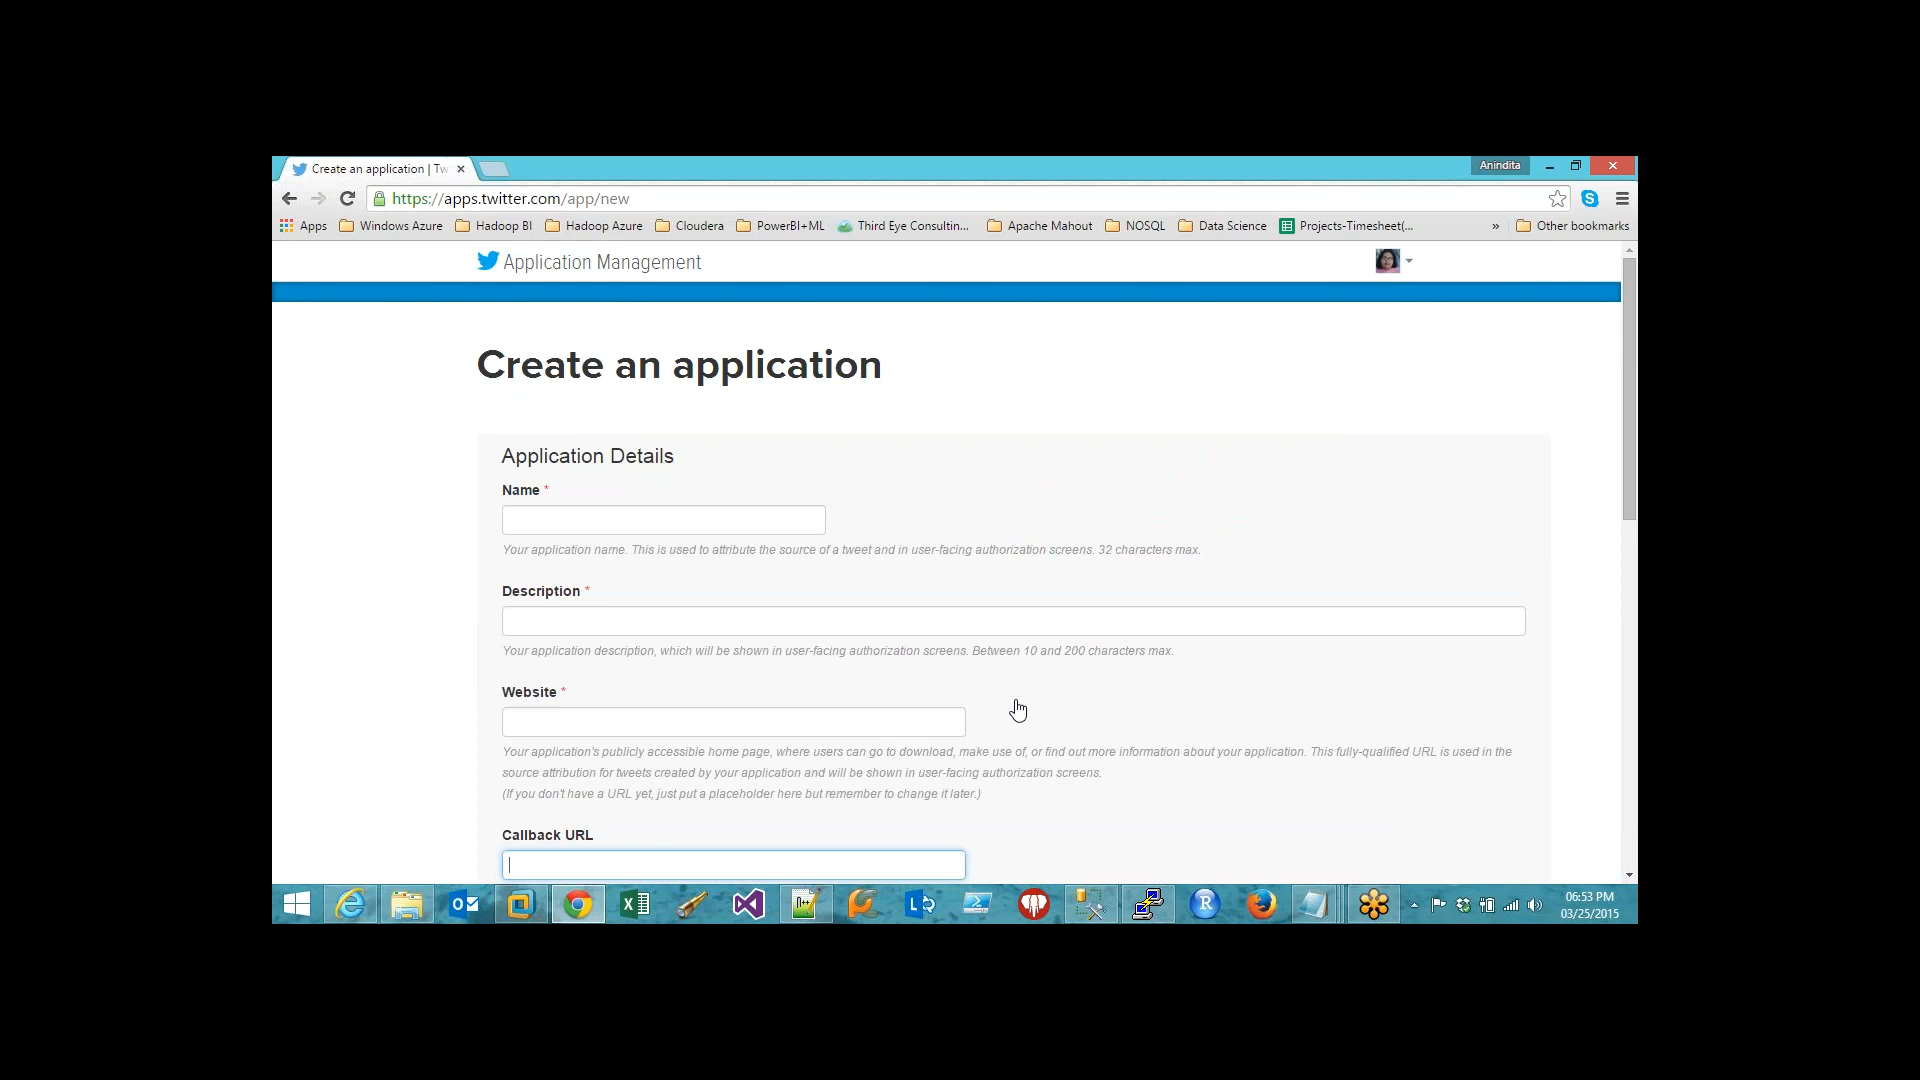 Create an application | Tw
Anindita
https://apps.twitter.com/app/new
Apps Windows Azure Hadoop BI Hadoop Azure Cloudera PowerBI+ML Third Eye Consultin... Apache Mahout NOSQL Data Science Projects-Timesheet(... » Other bookmarks
Application Management
Create an application
Application Details
Name *
Your application name. This is used to attribute the source of a tweet and in user-facing authorization screens. 32 characters max.
Description *
Your application description, which will be shown in user-facing authorization screens. Between 10 and 200 characters max.
Website *
Your application's publicly accessible home page, where users can go to download, make use of, or find out more information about your application. This fully-qualified URL is used in the
source attribution for tweets created by your application and will be shown in user-facing authorization screens.
(If you don't have a URL yet, just put a placeholder here but remember to change it later.)
Callback URL
06:53 PM
03/25/2015